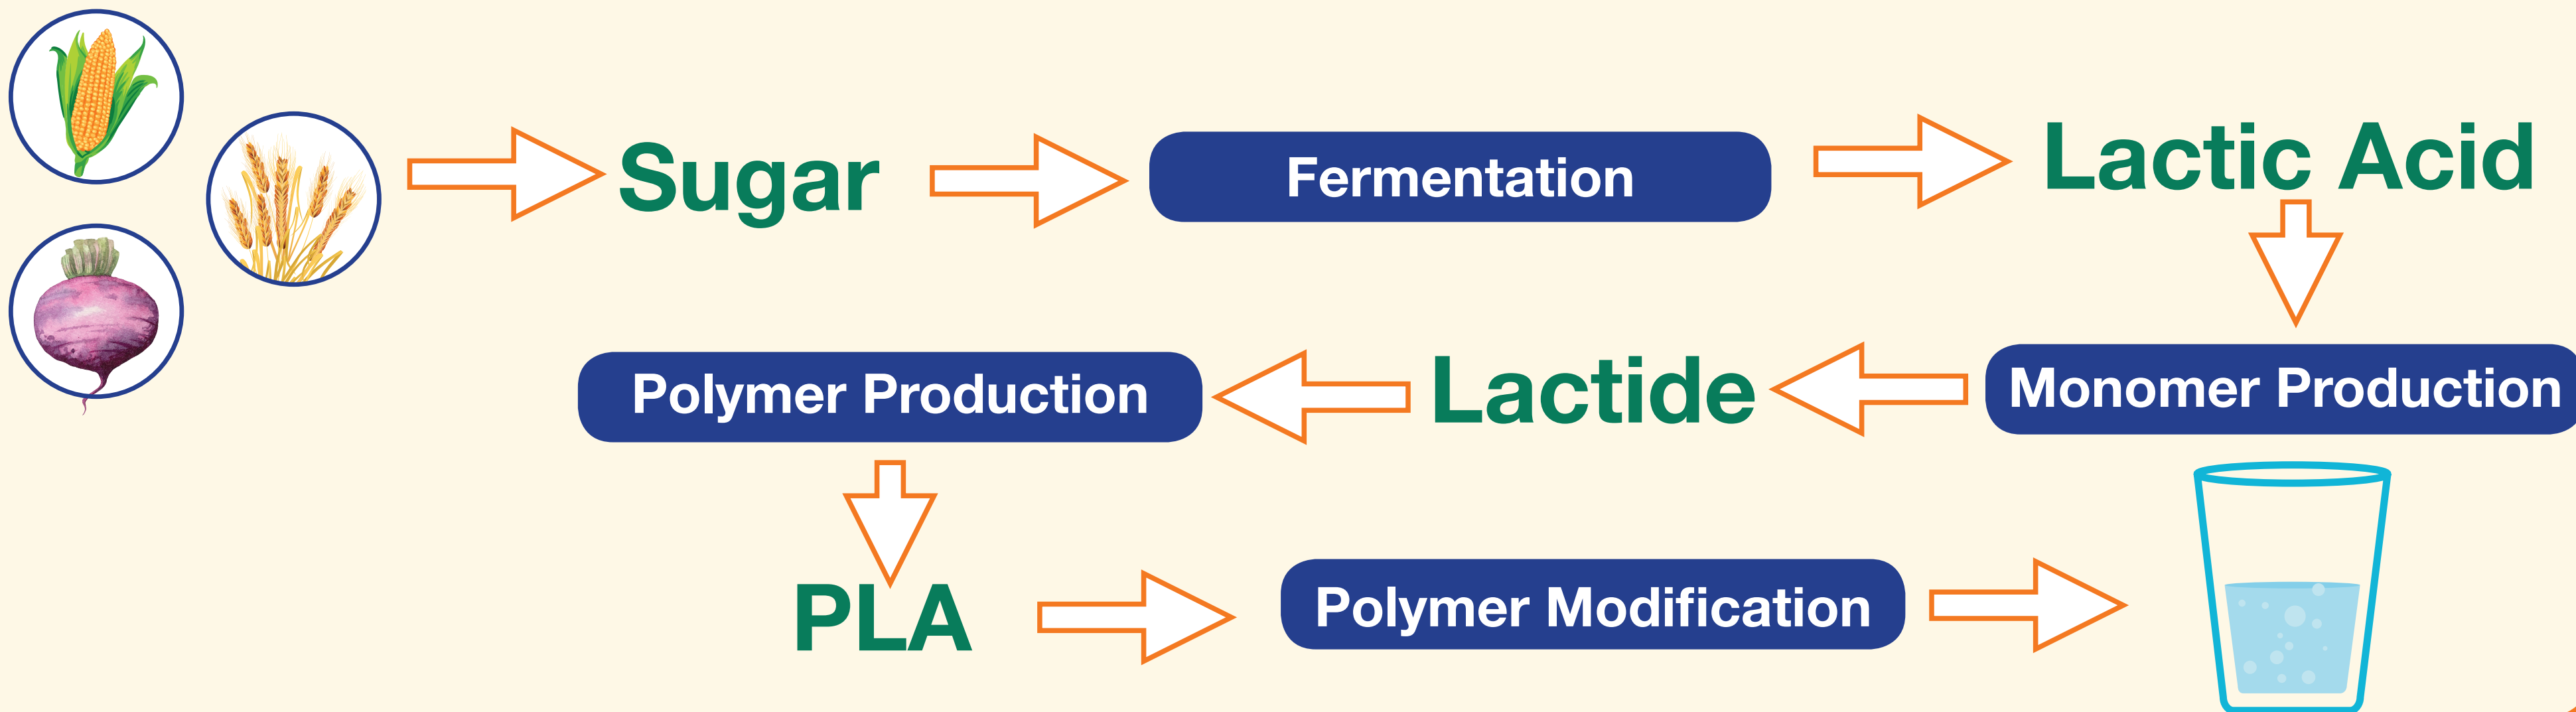 Sugar
Fermentation
Lactic Acid
Polymer Production
Lactide
Monomer Production
PLA
Polymer Modification